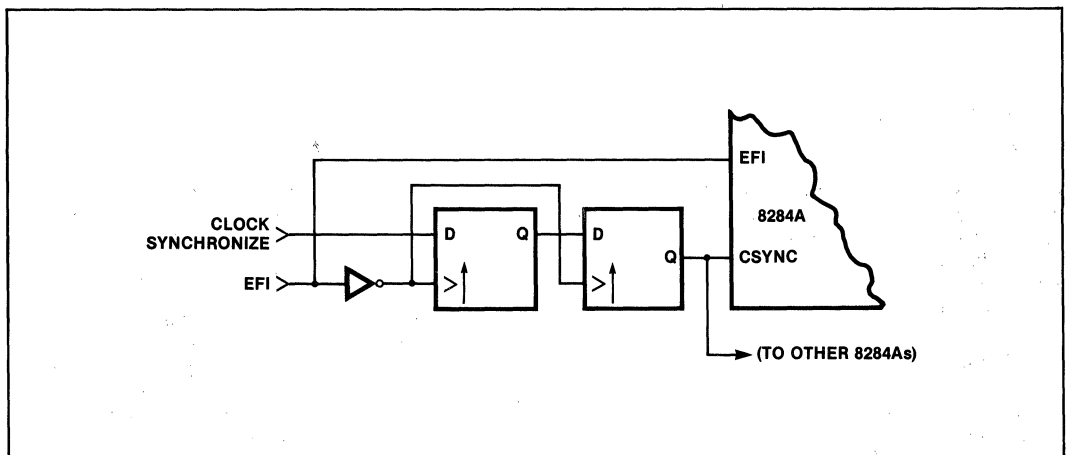 EFI
8284A
CLOCK
SYNCHRONIZE
D Q
D
Q
CSYNC
EFI
(TO OTHER 8284As)